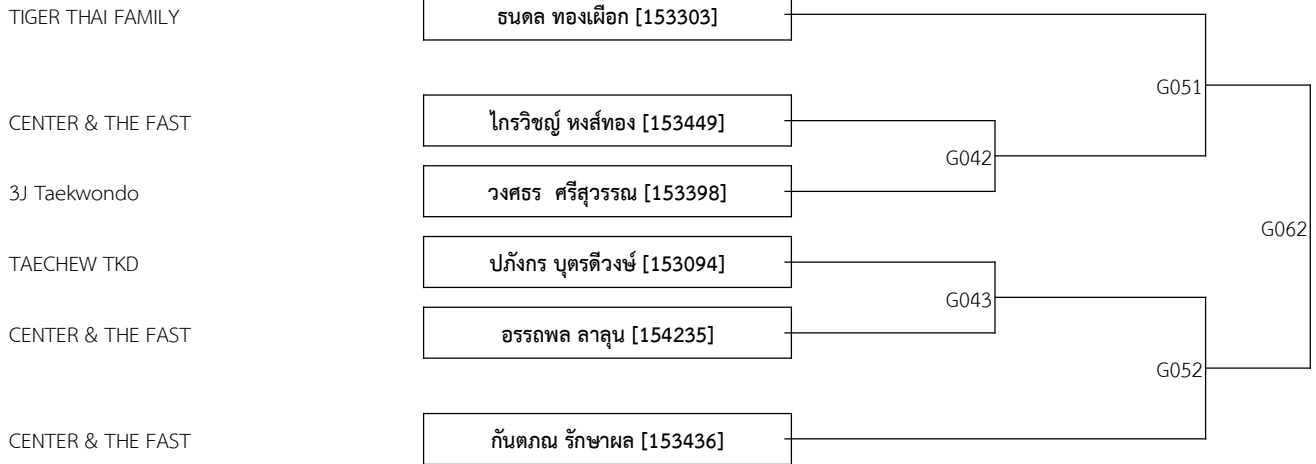 TIGER THAI FAMILY ธนดล ทองเผือก [153303]
G051
CENTER & THE FAST ไกรวิชญ์ หงส์ทอง [153449]
G042
3J Taekwondo วงศธร  ศรีสุวรรณ [153398]
G062
TAECHEW TKD ปภังกร บุตรดีวงษ์ [153094]
G043
CENTER & THE FAST อรรถพล ลาลุน [154235]
G052
CENTER & THE FAST กันตภณ รักษาผล [153436]